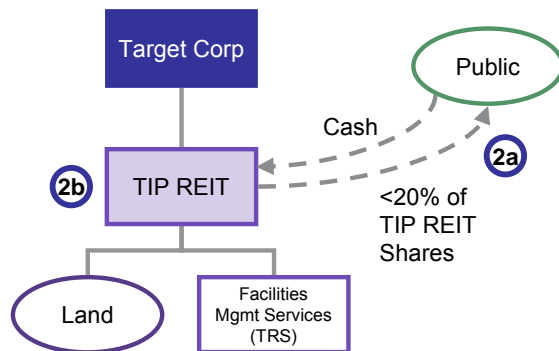 Target Corp
Public
Cash
2a
2b
TIP REIT
<20% of
TIP REIT
Shares
Land
Facilities
Mgmt Services
(TRS)